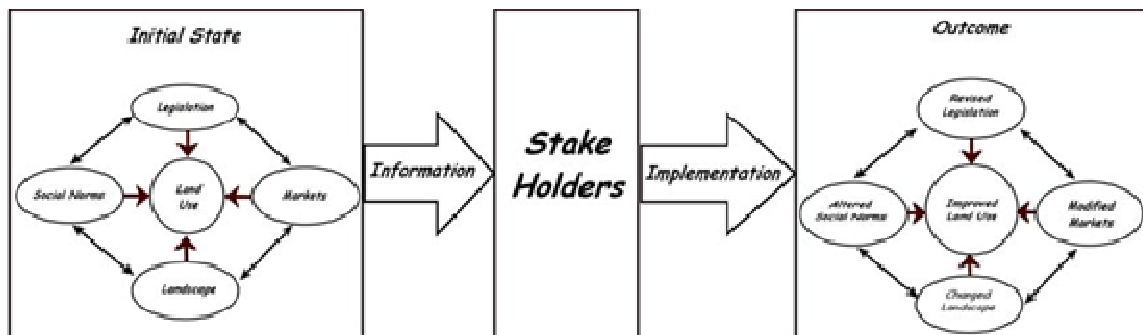 Initial State
Legislation
Social Norms
Land
Use
Markets
Landscape
Information
Stake
Holders
Implementation
Outcome
Revised
Legislation
Altered
Social Norms
Improved
Land Use
Modified
Markets
Changed
Landscape